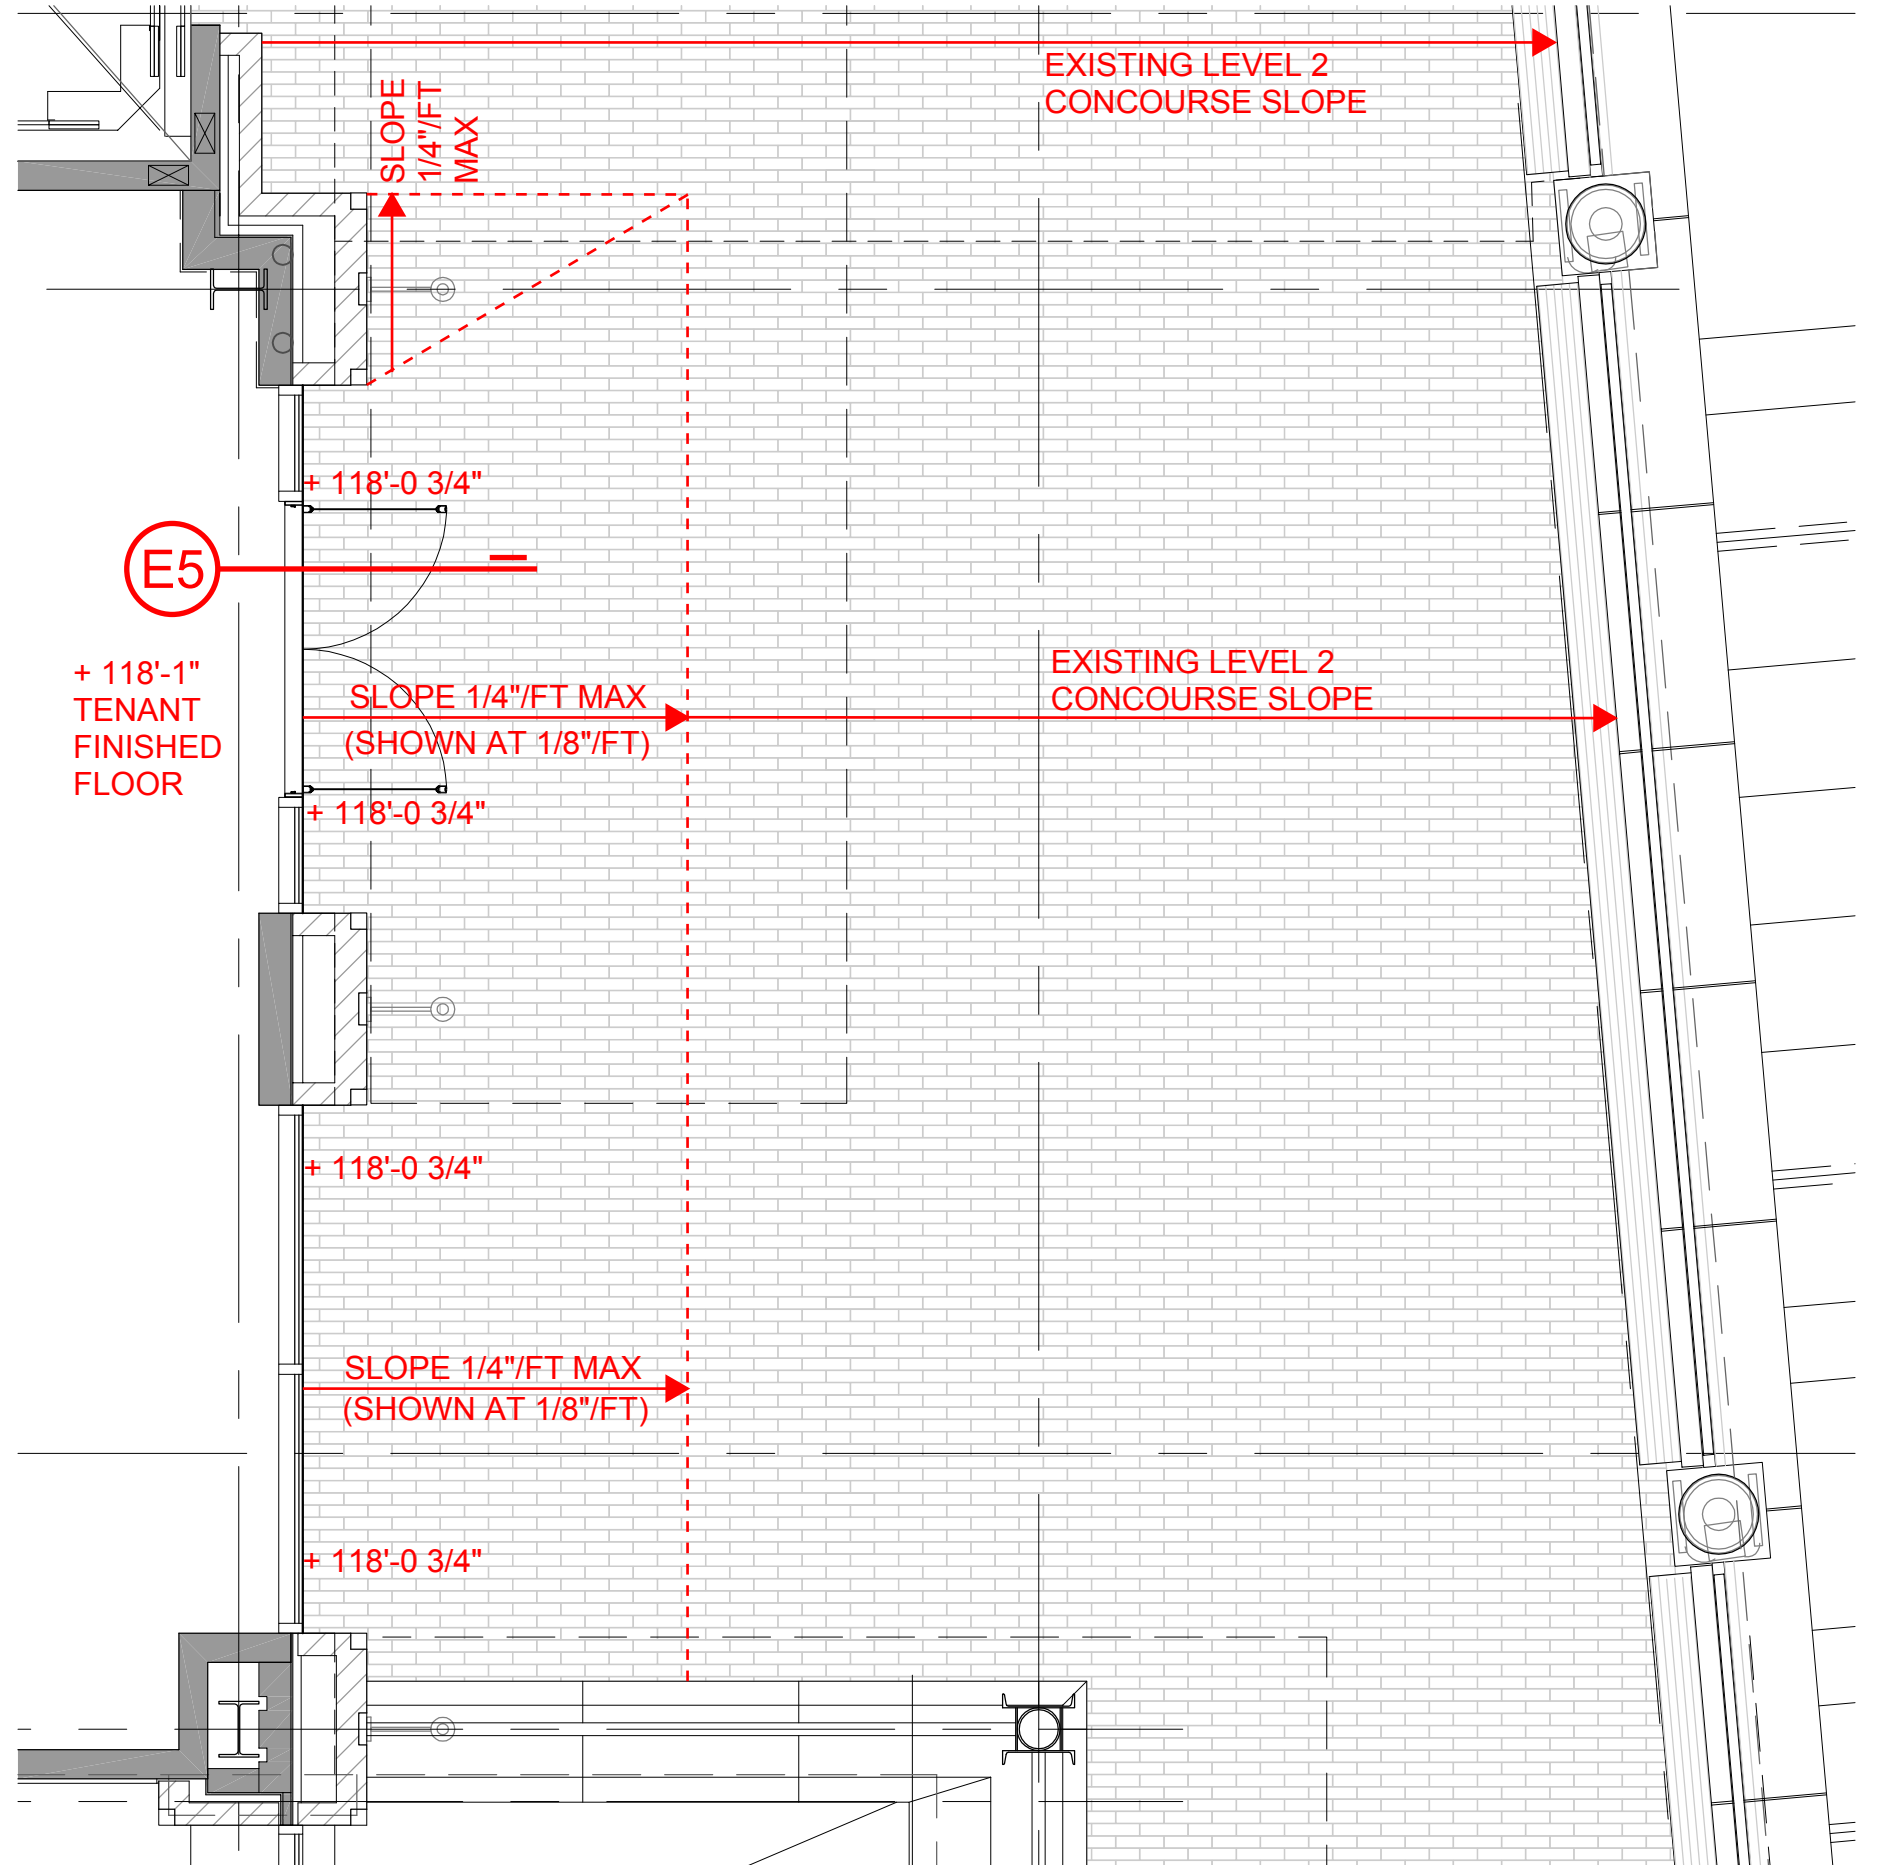 EXISTING LEVEL 2
CONCOURSE SLOPE
SLOPE
1/4"/FT
MAX
+ 118'-0 3/4"
E5
+ 118'-1"
TENANT
FINISHED
FLOOR
EXISTING LEVEL 2
CONCOURSE SLOPE
SLOPE 1/4"/FT MAX
(SHOWN AT 1/8"/FT)
+ 118'-0 3/4"
+ 118'-0 3/4"
SLOPE 1/4"/FT MAX
(SHOWN AT 1/8"/FT)
+ 118'-0 3/4"